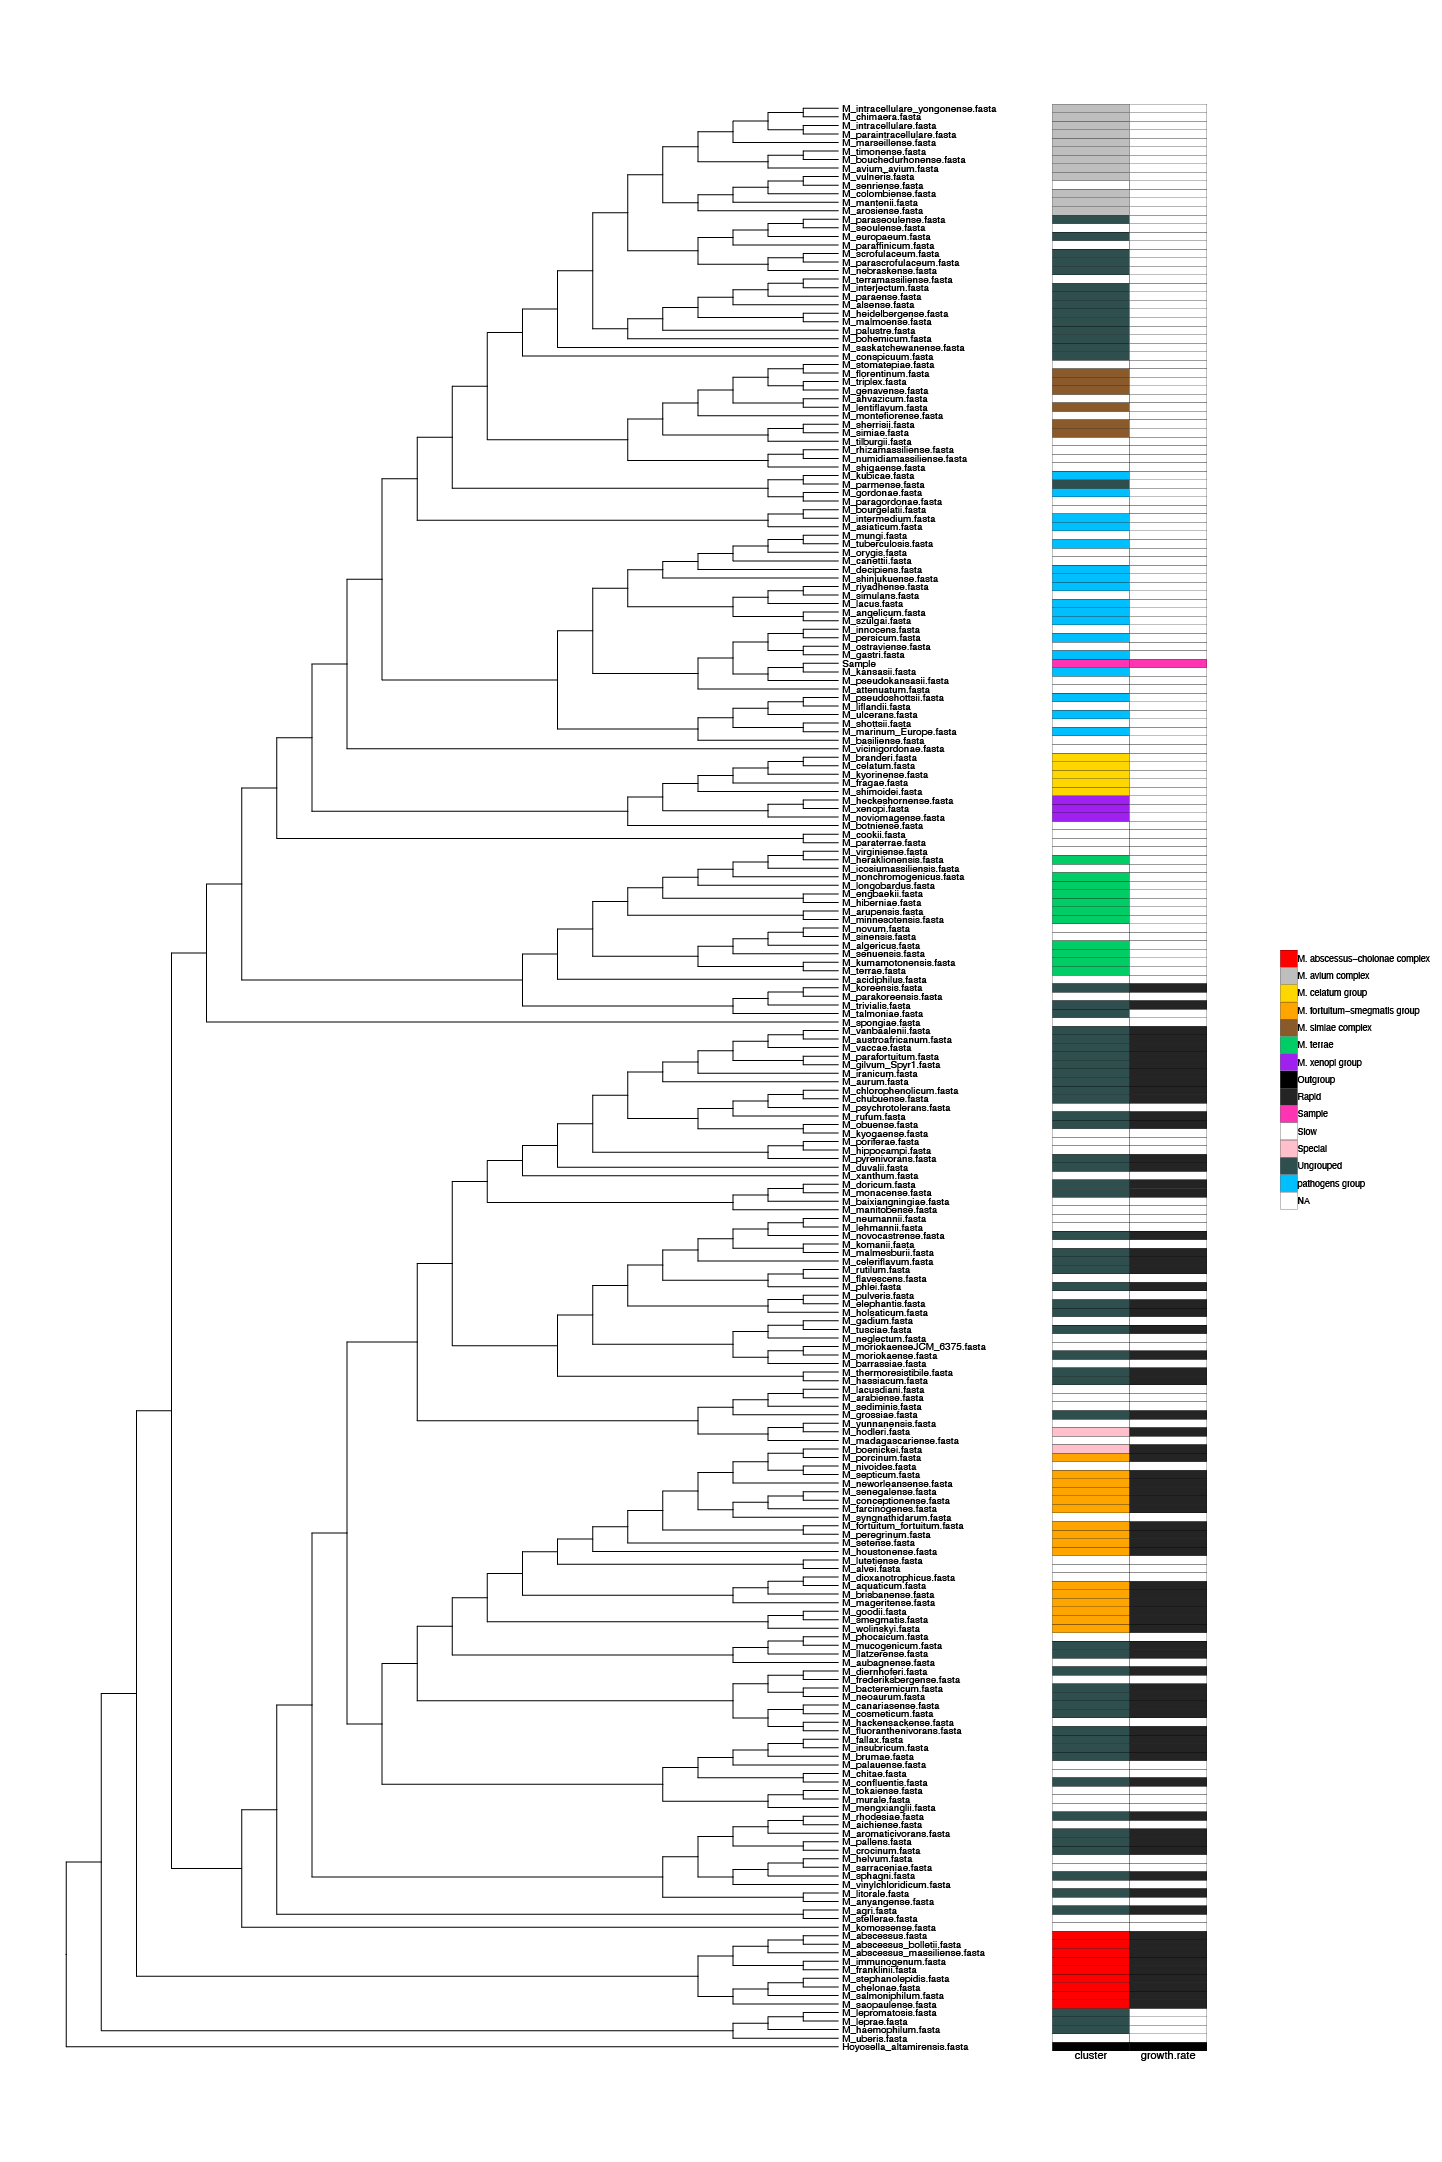 M_intracellulare_yongonense.fasta
M_chimaera.fasta
M_intracellulare.fasta
M_paraintracellulare.fasta
M_marseillense.fasta
M_timonense.fasta
M_bouchedurhonense.fasta
M_avium_avium.fasta
M_vulneris.fasta
M_senriense.fasta
M_colombiense.fasta
M_mantenii.fasta
M_arosiense.fasta
M_paraseoulense.fasta
M_seoulense.fasta
M_europaeum.fasta
M_paraffinicum.fasta
M_scrofulaceum.fasta
M_parascrofulaceum.fasta
M_nebraskense.fasta
M_terramassiliense.fasta
M_interjectum.fasta
M_paraense.fasta
M_alsense.fasta
M_heidelbergense.fasta
M_malmoense.fasta
M_palustre.fasta
M_bohemicum.fasta
M_saskatchewanense.fasta
M_conspicuum.fasta
M_stomatepiae.fasta
M_florentinum.fasta
M_triplex.fasta
M_genavense.fasta
M_ahvazicum.fasta
M_lentiflavum.fasta
M_montefiorense.fasta
M_sherrisii.fasta
M_simiae.fasta
M_tilburgii.fasta
M_rhizamassiliense.fasta
M_numidiamassiliense.fasta
M_shigaense.fasta
M_kubicae.fasta
M_parmense.fasta
M_gordonae.fasta
M_paragordonae.fasta
M_bourgelatii.fasta
M_intermedium.fasta
M_asiaticum.fasta
M_mungi.fasta
M_tuberculosis.fasta
M_orygis.fasta
M_canettii.fasta
M_decipiens.fasta
M_shinjukuense.fasta
M_riyadhense.fasta
M_simulans.fasta
M_lacus.fasta
M_angelicum.fasta
M_szulgai.fasta
M_innocens.fasta
M_persicum.fasta
M_ostraviense.fasta
M_gastri.fasta
Sample
M_kansasii.fasta
M_pseudokansasii.fasta
M_attenuatum.fasta
M_pseudoshottsii.fasta
M_liflandii.fasta
M_ulcerans.fasta
M_shottsii.fasta
M_marinum_Europe.fasta
M_basiliense.fasta
M_vicinigordonae.fasta
M_branderi.fasta
M_celatum.fasta
M_kyorinense.fasta
M_fragae.fasta
M_shimoidei.fasta
M_heckeshornense.fasta
M_xenopi.fasta
M_noviomagense.fasta
M_botniense.fasta
M_cookii.fasta
M_paraterrae.fasta
M_virginiense.fasta
M_heraklionensis.fasta
M_icosiumassiliensis.fasta
M_nonchromogenicus.fasta
M_longobardus.fasta
M_engbaekii.fasta
M_hiberniae.fasta
M_arupensis.fasta
M_minnesotensis.fasta
M_novum.fasta
M_sinensis.fasta
M_algericus.fasta
M_senuensis.fasta
M_kumamotonensis.fasta
M_terrae.fasta
M_acidiphilus.fasta
M_koreensis.fasta
M_parakoreensis.fasta
M_trivialis.fasta
M_talmoniae.fasta
M_spongiae.fasta
M_vanbaalenii.fasta
M_austroafricanum.fasta
M_vaccae.fasta
M_parafortuitum.fasta
M_gilvum_Spyr1.fasta
M_iranicum.fasta
M_aurum.fasta
M_chlorophenolicum.fasta
M_chubuense.fasta
M_psychrotolerans.fasta
M_rufum.fasta
M_obuense.fasta
M_kyogaense.fasta
M_poriferae.fasta
M_hippocampi.fasta
M_pyrenivorans.fasta
M_duvalii.fasta
M_xanthum.fasta
M_doricum.fasta
M_monacense.fasta
M_baixiangningiae.fasta
M_manitobense.fasta
M_neumannii.fasta
M_lehmannii.fasta
M_novocastrense.fasta
M_komanii.fasta
M_malmesburii.fasta
M_celeriflavum.fasta
M_rutilum.fasta
M_flavescens.fasta
M_phlei.fasta
M_pulveris.fasta
M_elephantis.fasta
M_holsaticum.fasta
M_gadium.fasta
M_tusciae.fasta
M_neglectum.fasta
M_moriokaenseJCM_6375.fasta
M_moriokaense.fasta
M_barrassiae.fasta
M_thermoresistibile.fasta
M_hassiacum.fasta
M_lacusdiani.fasta
M_arabiense.fasta
M_sediminis.fasta
M_grossiae.fasta
M_yunnanensis.fasta
M_hodleri.fasta
M_madagascariense.fasta
M_boenickei.fasta
M_porcinum.fasta
M_nivoides.fasta
M_septicum.fasta
M_neworleansense.fasta
M_senegalense.fasta
M_conceptionense.fasta
M_farcinogenes.fasta
M_syngnathidarum.fasta
M_fortuitum_fortuitum.fasta
M_peregrinum.fasta
M_setense.fasta
M_houstonense.fasta
M_lutetiense.fasta
M_alvei.fasta
M_dioxanotrophicus.fasta
M_aquaticum.fasta
M_brisbanense.fasta
M_mageritense.fasta
M_goodii.fasta
M_smegmatis.fasta
M_wolinskyi.fasta
M_phocaicum.fasta
M_mucogenicum.fasta
M_llatzerense.fasta
M_aubagnense.fasta
M_diernhoferi.fasta
M_frederiksbergense.fasta
M_bacteremicum.fasta
M_neoaurum.fasta
M_canariasense.fasta
M_cosmeticum.fasta
M_hackensackense.fasta
M_fluoranthenivorans.fasta
M_fallax.fasta
M_insubricum.fasta
M_brumae.fasta
M_palauense.fasta
M_chitae.fasta
M_confluentis.fasta
M_tokaiense.fasta
M_murale.fasta
M_mengxianglii.fasta
M_rhodesiae.fasta
M_aichiense.fasta
M_aromaticivorans.fasta
M_pallens.fasta
M_crocinum.fasta
M_helvum.fasta
M_sarraceniae.fasta
M_sphagni.fasta
M_vinylchloridicum.fasta
M_litorale.fasta
M_anyangense.fasta
M_agri.fasta
M_stellerae.fasta
M_komossense.fasta
M_abscessus.fasta
M_abscessus_bolletii.fasta
M_abscessus_massiliense.fasta
M_immunogenum.fasta
M_franklinii.fasta
M_stephanolepidis.fasta
M_chelonae.fasta
M_salmoniphilum.fasta
M_saopaulense.fasta
M_lepromatosis.fasta
M_leprae.fasta
M_haemophilum.fasta
M_uberis.fasta
Hoyosella_altamirensis.fasta
cluster growth.rate
M. abscessus-cholonae complex
M. avium complex
M. celatum group
M. fortuitum-smegmatis group
M. simiae complex
M. terrae
M. xenopi group
Outgroup
Rapid
Sample
Slow
Special
Ungrouped
pathogens group
NA